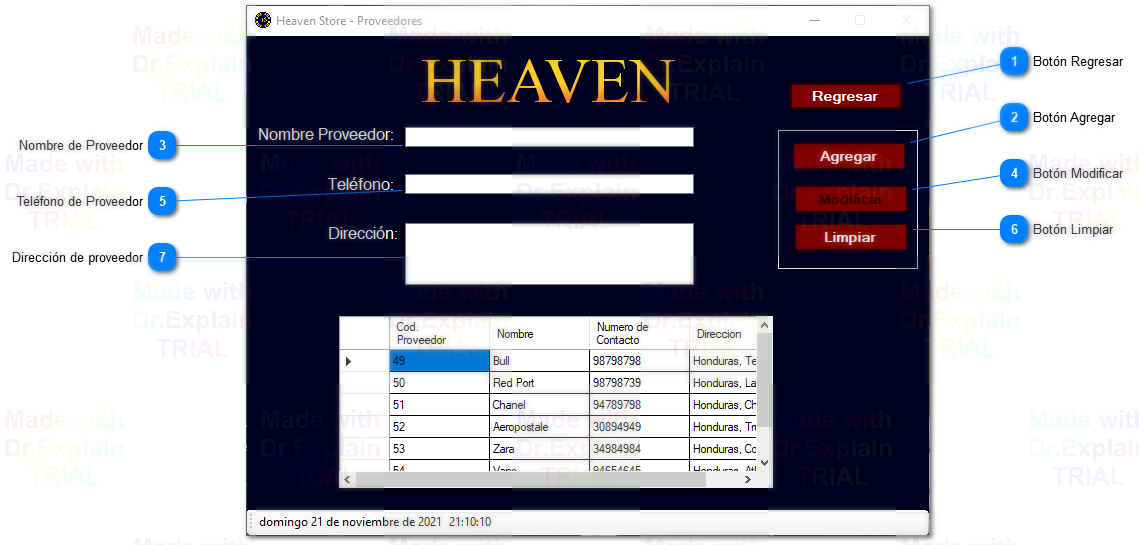 Heaven Store - Proveedores
HEAVEN
1 Botón Regresar
Regresar
2 Botón Agregar
Nombre Proveedor:
Nombre de Proveedor 3
Agregar
4 Botón Modificar
Teléfono:
Teléfono de Proveedor 5
Modificar
6 Botón Limpiar
Dirección:
Limpiar
Dirección de proveedor 7
Cod. Proveedor Nombre Numero de Contacto Direccion
49 Bull 98798798 Honduras, Te
50 Red Port 98798739 Honduras, La
51 Chanel 94789798 Honduras, Ch
52 Aeropostale 30894949 Honduras, Tru
53 Zara 34984984 Honduras, Co
54 Vans 94654645 Honduras, Atl
domingo 21 de noviembre de 2021 21:10:10
Made with
Dr.Explain
TRIAL